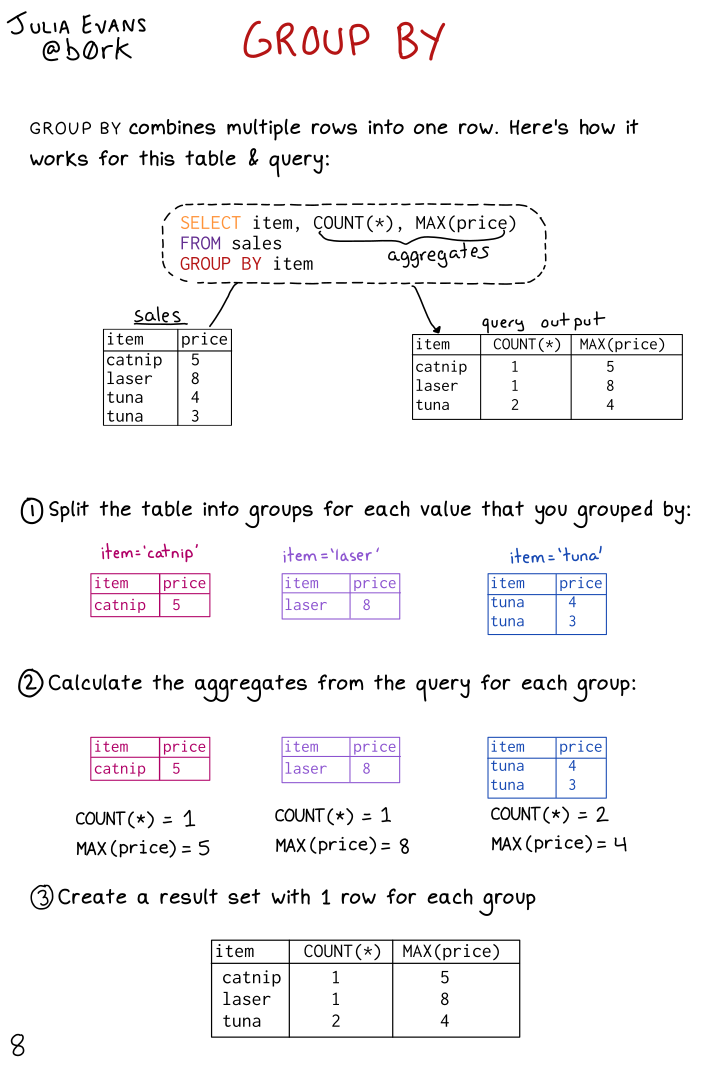 JULIA EVANS
@b0rk
GROUP BY
GROUP BY combines multiple rows into one row. Here's how it
works for this table & query:
SELECT item, COUNT(*), MAX(price)
FROM sales
GROUP BY item
aggregates
sales
item price
catnip 5
laser 8
tuna 4
tuna 3
query output
item COUNT(*) MAX(price)
catnip 1 5
laser 1 8
tuna 2 4
① Split the table into groups for each value that you grouped by:
item='catnip'
item price
catnip 5
item='laser'
item price
laser 8
item='tuna'
item price
tuna 4
tuna 3
② Calculate the aggregates from the query for each group:
item price
catnip 5
COUNT(*) = 1
MAX(price) = 5
item price
laser 8
COUNT(*) = 1
MAX(price) = 8
item price
tuna 4
tuna 3
COUNT(*) = 2
MAX(price) = 4
③ Create a result set with 1 row for each group
item COUNT(*) MAX(price)
catnip 1 5
laser 1 8
tuna 2 4
8